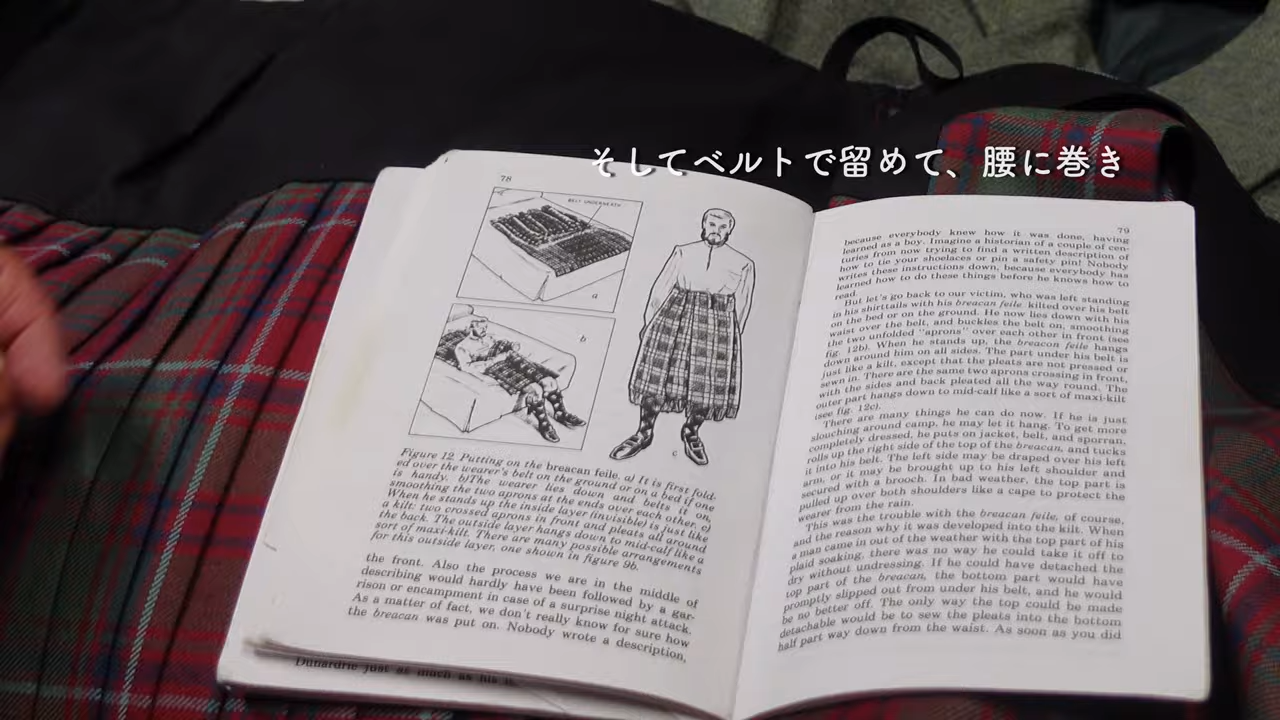 そしてベルトで留めて、腰に巻き
78
BELT UNDERNEATH
a
b
c
Figure 12. Putting on the breacan feile. a) It is first fold-
ed over the wearer's belt on the ground or on a bed if one
is handy. b)The wearer lies down and belts it on,
smoothing the two aprons at the ends over each other. c)
When he stands up the inside layer (invisible) is just like
a kilt: two crossed aprons in front and pleats all around
the back. The outside layer hangs down to mid-calf like a
sort of maxi-kilt. There are many possible arrangements
for this outside layer, one shown in figure 9b.
the front. Also the process we are in the middle of
describing would hardly have been followed by a gar-
rison or encampment in case of a surprise night attack.
As a matter of fact, we don't really know for sure how
the breacan was put on. Nobody wrote a description,
Dunardrie just as much as his
79
because everybody knew how it was done, having
learned as a boy. Imagine a historian of a couple of cen-
turies from now trying to find a written description of
how to tie your shoelaces or pin a safety pin! Nobody
writes these instructions down, because everybody has
learned how to do these things before he knows how to
read.
But let's go back to our victim, who was left standing
in his shirttails with his breacan feile kilted over his belt
on the bed or on the ground. He now lies down with his
waist over the belt, and buckles the belt on, smoothing
the two unfolded "aprons" over each other in front (see
fig. 12b). When he stands up, the breacan feile hangs
down around him on all sides. The part under his belt is
just like a kilt, except that the pleats are not pressed or
sewn in. There are the same two aprons crossing in front,
with the sides and back pleated all the way round. The
outer part hangs down to mid-calf like a sort of maxi-kilt
(see fig. 12c).
There are many things he can do now. If he is just
slouching around camp, he may let it hang. To get more
completely dressed, he puts on jacket, belt, and sporran,
rolls up the right side of the top of the breacan, and tucks
it into his belt. The left side may be draped over his left
arm, or it may be brought up to his left shoulder and
secured with a brooch. In bad weather, the top part is
pulled up over both shoulders like a cape to protect the
wearer from the rain.
This was the trouble with the breacan feile, of course,
and the reason why it was developed into the kilt. When
a man came in out of the weather with the top part of his
plaid soaking, there was no way he could take it off to
dry without undressing. If he could have detached the
top part of the breacan, the bottom part would have
promptly slipped out from under his belt, and he would
be no better off. The only way the top could be made
detachable would be to sew the pleats into the bottom
half part way down from the waist. As soon as you did